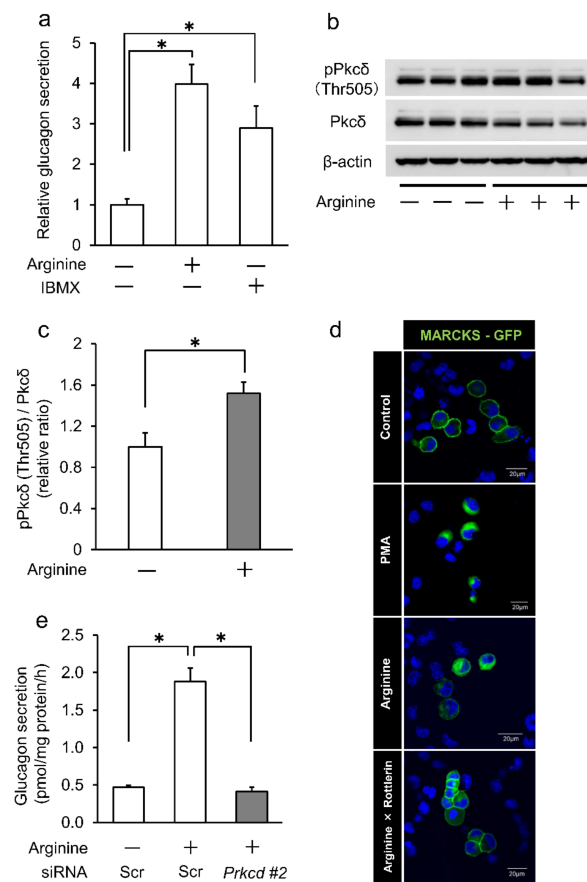 a
Relative glucagon secretion
5
4
3
2
1
0
*
*
Arginine — + —
IBMX — — +
b
pPkcδ
(Thr505)
Pkcδ
β-actin
Arginine — — — + + +
c
pPkcδ (Thr505) / Pkcδ
(relative ratio)
2
1.6
1.2
0.8
0.4
0
*
Arginine — +
d
MARCKS - GFP
Control
20μm
PMA
20μm
Arginine
20μm
Arginine × Rottlerin
20μm
e
Glucagon secretion
(pmol/mg protein/h)
2.5
2.0
1.5
1.0
0.5
0.0
* *
Arginine — + +
siRNA Scr Scr Prkcd #2